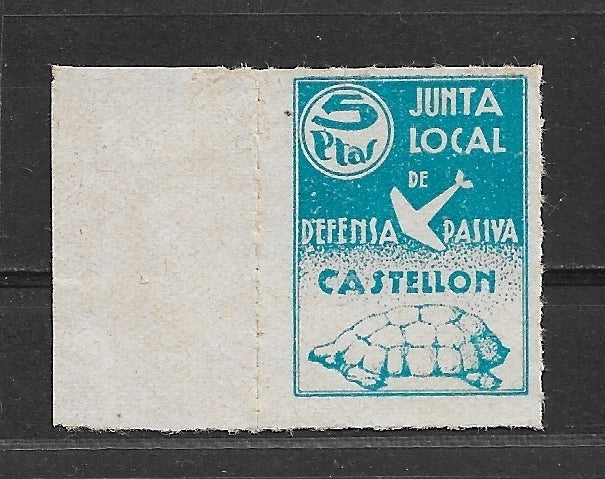 5
Ptas
JUNTA
LOCAL
DE
DEFENSA PASIVA
CASTELLON